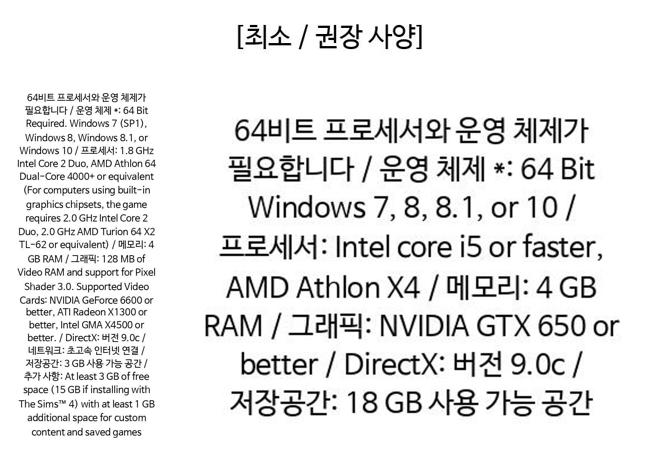 [최소 / 권장 사양]
64비트 프로세서와 운영 체제가
필요합니다 / 운영 체제 *: 64 Bit
Required. Windows 7 (SP1),
Windows 8, Windows 8.1, or
Windows 10 / 프로세서: 1.8 GHz
Intel Core 2 Duo, AMD Athlon 64
Dual-Core 4000+ or equivalent
(For computers using built-in
graphics chipsets, the game
requires 2.0 GHz Intel Core 2
Duo, 2.0 GHz AMD Turion 64 X2
TL-62 or equivalent) / 메모리: 4
GB RAM / 그래픽: 128 MB of
Video RAM and support for Pixel
Shader 3.0. Supported Video
Cards: NVIDIA GeForce 6600 or
better, ATI Radeon X1300 or
better, Intel GMA X4500 or
better. / DirectX: 버전 9.0c /
네트워크: 초고속 인터넷 연결 /
저장공간: 3 GB 사용 가능 공간 /
추가 사항: At least 3 GB of free
space (15 GB if installing with
The Sims™ 4) with at least 1 GB
additional space for custom
content and saved games
64비트 프로세서와 운영 체제가
필요합니다 / 운영 체제 *: 64 Bit
Windows 7, 8, 8.1, or 10 /
프로세서: Intel core i5 or faster,
AMD Athlon X4 / 메모리: 4 GB
RAM / 그래픽: NVIDIA GTX 650 or
better / DirectX: 버전 9.0c /
저장공간: 18 GB 사용 가능 공간